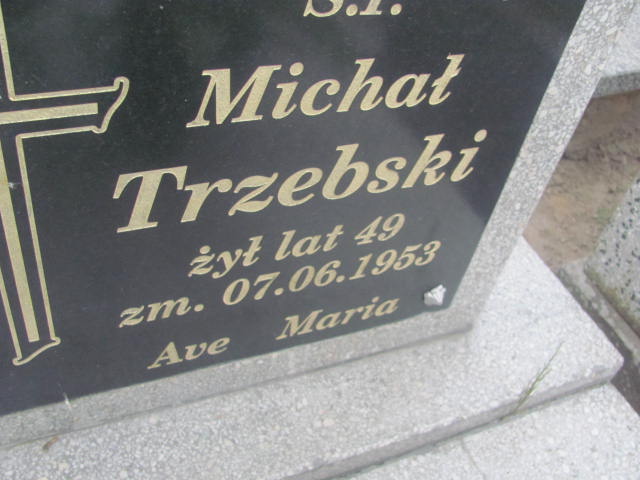 Ś.P.
Michał
Trzebski
żył lat 49
zm. 07.06.1953
Ave Maria